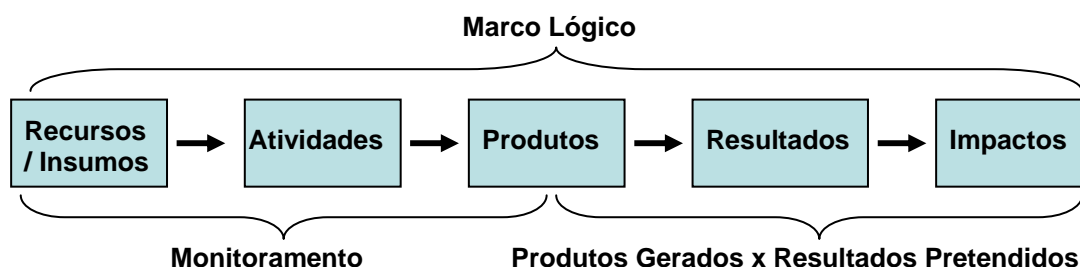 Marco Lógico
Recursos
/ Insumos
Atividades
Produtos
Resultados
Impactos
Monitoramento
Produtos Gerados x Resultados Pretendidos